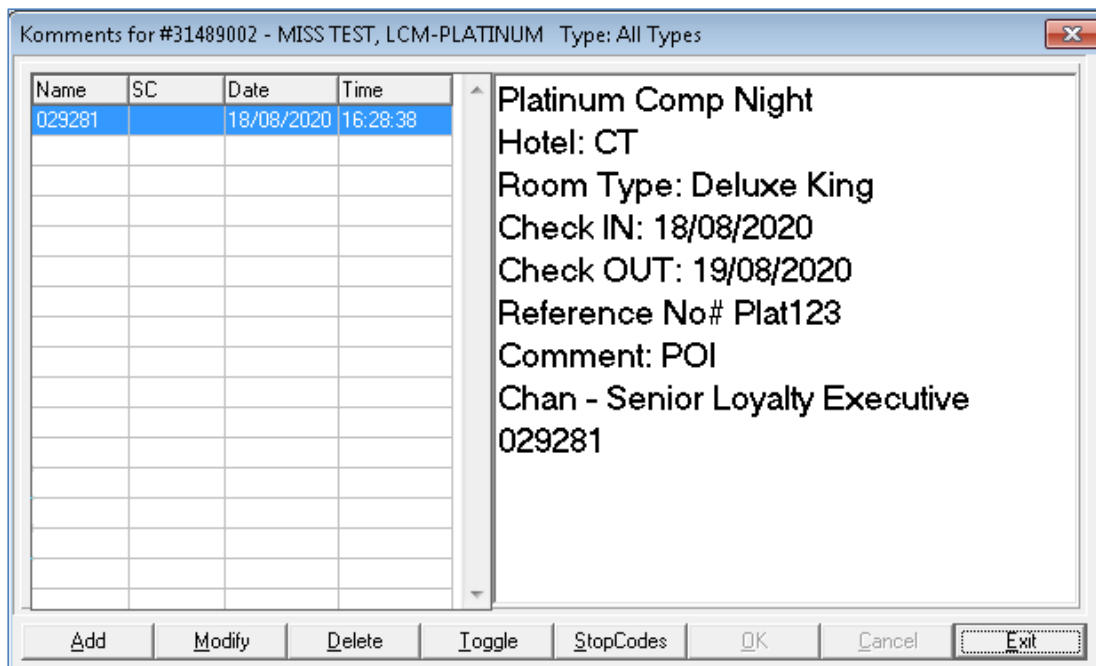 Komments for #31489002 - MISS TEST, LCM-PLATINUM Type: All Types
Name SC Date Time
029281 18/08/2020 16:28:38
Platinum Comp Night
Hotel: CT
Room Type: Deluxe King
Check IN: 18/08/2020
Check OUT: 19/08/2020
Reference No# Plat123
Comment: POI
Chan - Senior Loyalty Executive
029281
Add Modify Delete Toggle StopCodes OK Cancel Exit